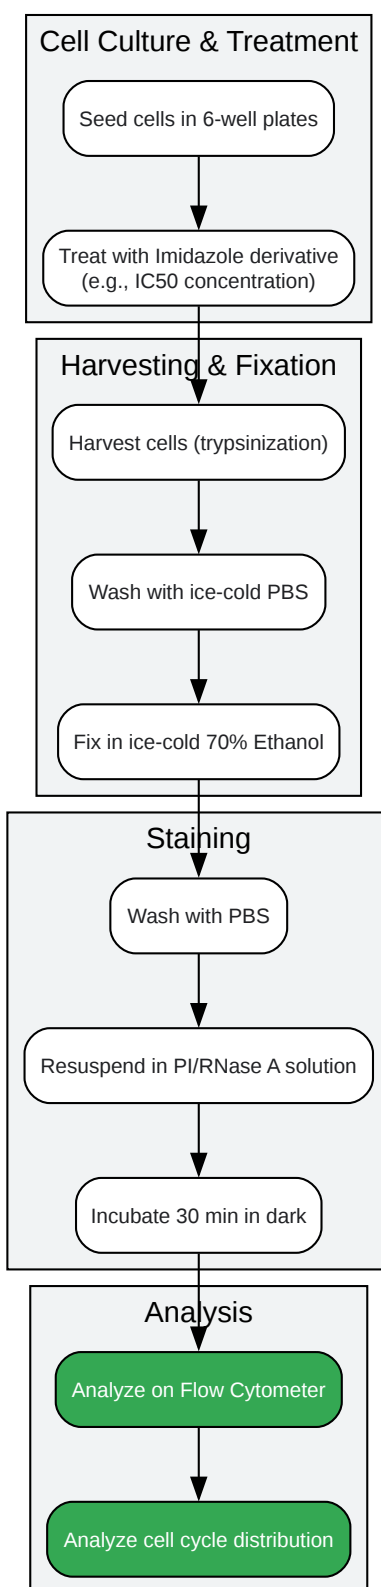 Cell Culture & Treatment
Seed cells in 6-well plates
Treat with Imidazole derivative
(e.g., IC50 concentration)
Harvesting & Fixation
Harvest cells (trypsinization)
Wash with ice-cold PBS
Fix in ice-cold 70% Ethanol
Staining
Wash with PBS
Resuspend in PI/RNase A solution
Incubate 30 min in dark
Analysis
Analyze on Flow Cytometer
Analyze cell cycle distribution